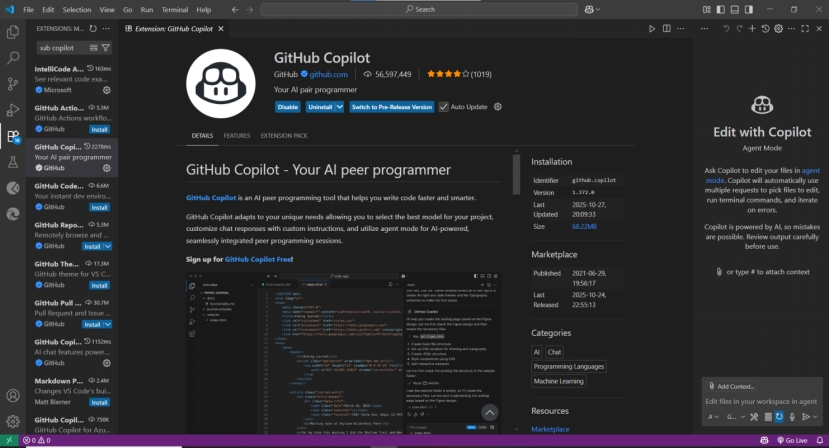 File Edit Selection View Go Run Terminal Help
Search
EXTENSIONS: M...
ub copilot
IntelliCode A... 163ms
See relevant code exa...
Microsoft
GitHub Actio... 5.3M
GitHub Actions workflo...
GitHub Install
GitHub Copi... 2278ms
Your AI pair programmer
GitHub
GitHub Code... 6.6M
Your instant dev enviro...
GitHub Install
GitHub Repo... 5.3M
Remotely browse and ...
GitHub Install
GitHub The... 17.3M
GitHub theme for VS C...
GitHub Install
GitHub Pull ... 30.7M
Pull Request and Issue ...
GitHub Install
GitHub Copi... 1152ms
AI chat features power...
GitHub
Markdown P... 2.4M
Changes VS Code's bui...
Matt Bierner Install
GitHub Copi... 750K
GitHub Copilot for Azu...
Extension: GitHub Copilot
GitHub Copilot
GitHub github.com 56,597,449 (1019)
Your AI pair programmer
Disable Uninstall Switch to Pre-Release Version Auto Update
DETAILS FEATURES EXTENSION PACK
GitHub Copilot - Your AI peer programmer
GitHub Copilot is an AI peer programming tool that helps you write code faster and smarter.
GitHub Copilot adapts to your unique needs allowing you to select the best model for your project,
customize chat responses with custom instructions, and utilize agent mode for AI-powered,
seamlessly integrated peer programming sessions.
Sign up for GitHub Copilot Free!
Installation
Identifier github.copilot
Version 1.372.0
Last Updated 2025-10-27, 20:09:33
Size 68.22MB
Marketplace
Published 2021-06-29, 19:56:17
Last Released 2025-10-24, 22:55:13
Categories
AI Chat
Programming Languages
Machine Learning
Resources
Marketplace
Edit with Copilot
Agent Mode
Ask Copilot to edit your files in agent
mode. Copilot will automatically use
multiple requests to pick files to edit,
run terminal commands, and iterate
on errors.
Copilot is powered by AI, so mistakes
are possible. Review output carefully
before use.
or type # to attach context
Add Context...
Edit files in your workspace in agent
0 0
Go Live